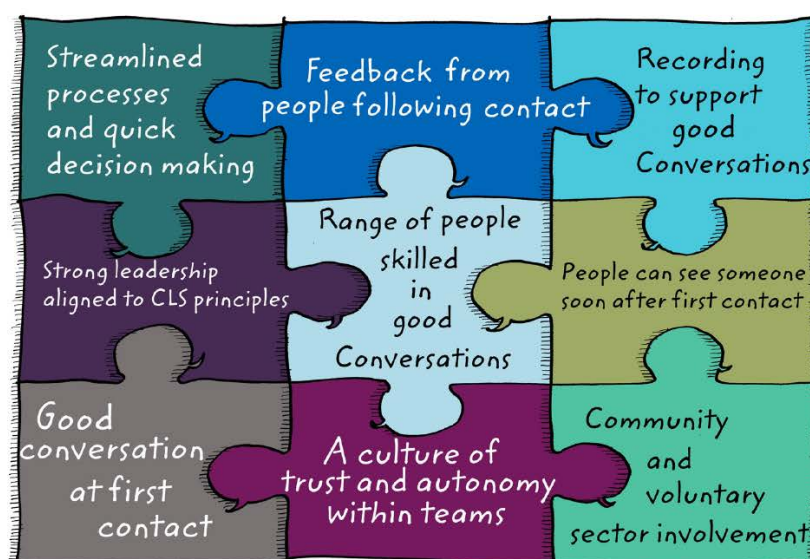 Streamlined
processes
and quick
decision making
Feedback from
people following contact
Recording
to support
good
Conversations
Strong leadership
aligned to CLS principles
Range of people
skilled
in
good
Conversations
People can see someone
soon after first contact
Good
conversation
at first
contact
A culture of
trust and autonomy
within teams
Community
and
voluntary
sector involvement